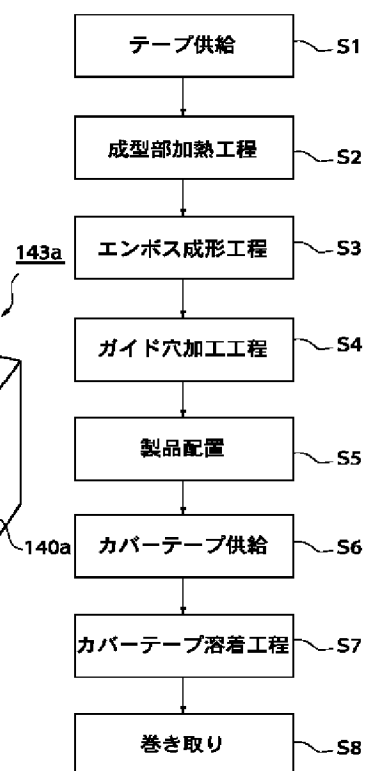 テープ供給 S1
成型部加熱工程 S2
エンボス成形工程 S3
143a
ガイド穴加工工程 S4
製品配置 S5
140a
カバーテープ供給 S6
カバーテープ溶着工程 S7
巻き取り S8